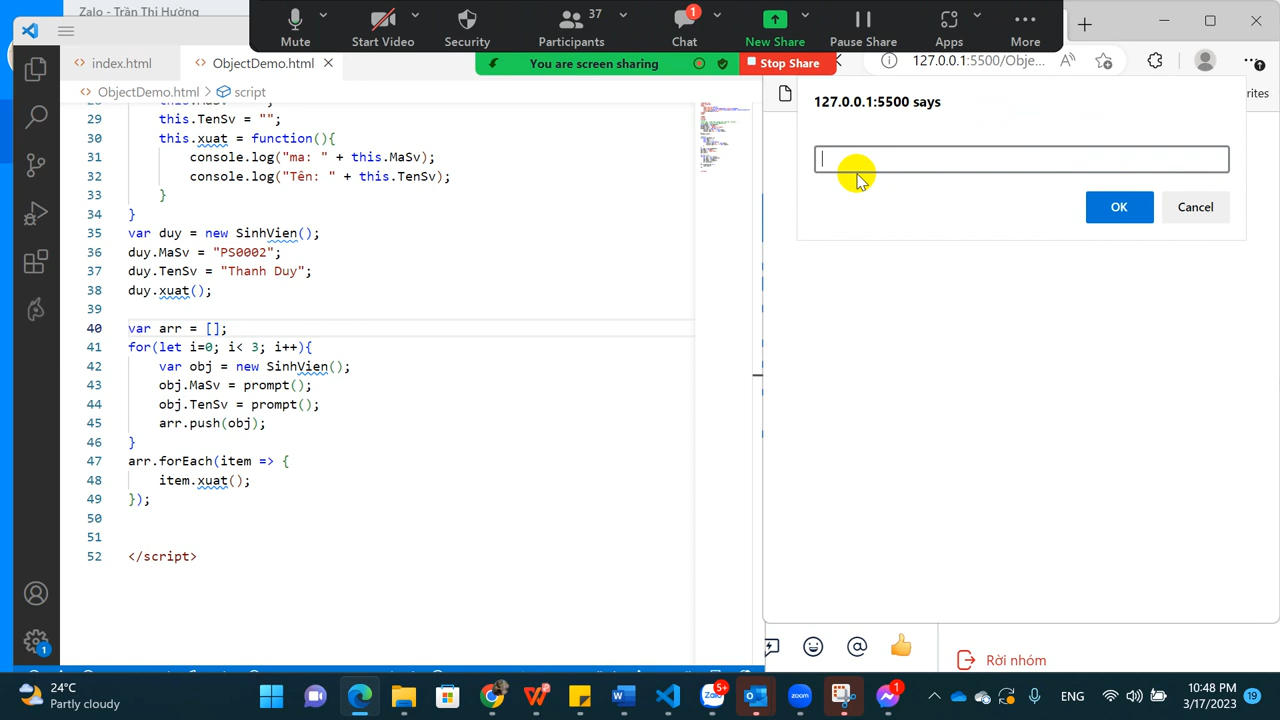 Zalo - Trần Thị Hường
Mute
Start Video
Security
37
Participants
1
Chat
New Share
Pause Share
Apps
More
index.html
ObjectDemo.html
You are screen sharing
Stop Share
127.0.0.1:5500/Obje...
ObjectDemo.html > script
rites
29 this.TenSv = "";
30 this.xuat = function(){
31 console.log("ma: " + this.MaSv);
32 console.log("Tên: " + this.TenSv);
33 }
34 }
35 var duy = new SinhVien();
36 duy.MaSv = "PS0002";
37 duy.TenSv = "Thanh Duy";
38 duy.xuat();
39
40 var arr = [];
41 for(let i=0; i< 3; i++){
42 var obj = new SinhVien();
43 obj.MaSv = prompt();
44 obj.TenSv = prompt();
45 arr.push(obj);
46 }
47 arr.forEach(item => {
48 item.xuat();
49 });
50
51
52 </script>
127.0.0.1:5500 says
OK
Cancel
1
Rời nhóm
24°C
Partly cloudy
5+
zoom
1
ENG
10:48 PM
3/17/2023
19